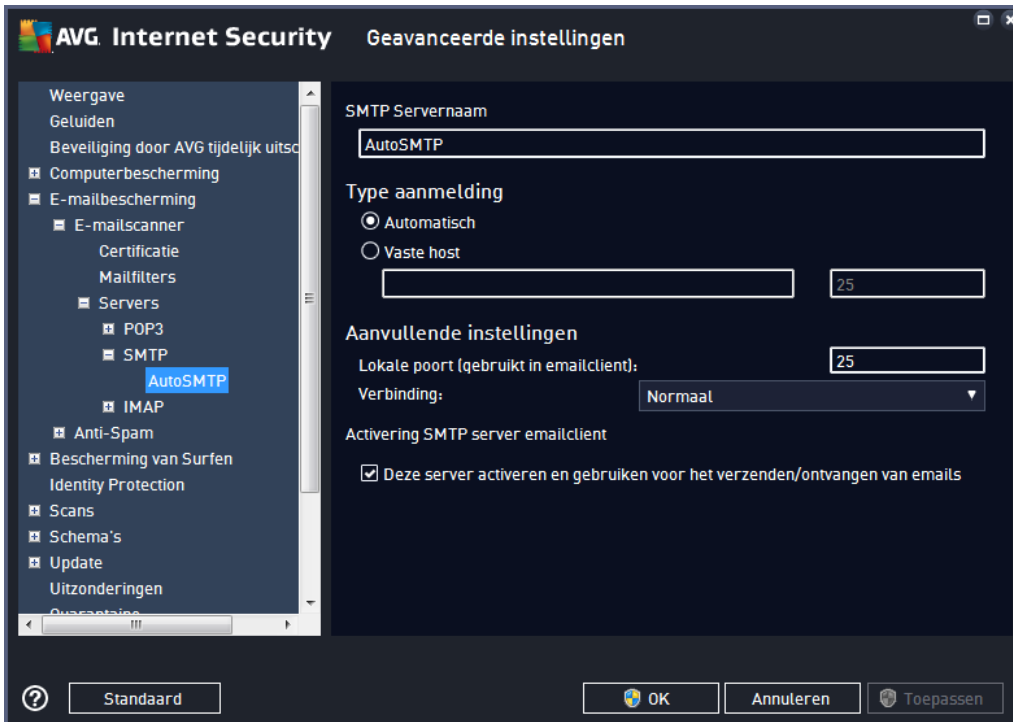 AVG Internet Security Geavanceerde instellingen
Weergave
Geluiden
Beveiliging door AVG tijdelijk uitsc
Computerbescherming
E-mailbescherming
E-mailscanner
Certificatie
Mailfilters
Servers
POP3
SMTP
AutoSMTP
IMAP
Anti-Spam
Bescherming van Surfen
Identity Protection
Scans
Schema's
Update
Uitzonderingen
Quarantaine
SMTP Servernaam
AutoSMTP
Type aanmelding
Automatisch
Vaste host
25
Aanvullende instellingen
Lokale poort (gebruikt in emailclient): 25
Verbinding: Normaal
Activering SMTP server emailclient
Deze server activeren en gebruiken voor het verzenden/ontvangen van emails
? Standaard OK Annuleren Toepassen